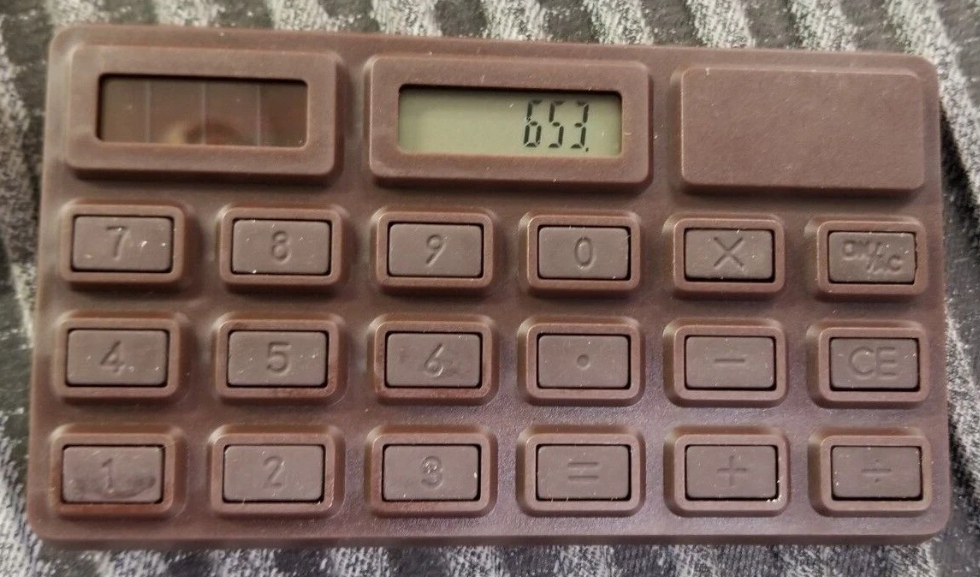 653.
7 8 9 0 X ON/AC
4 5 6 . − CE
1 2 3 = + ÷